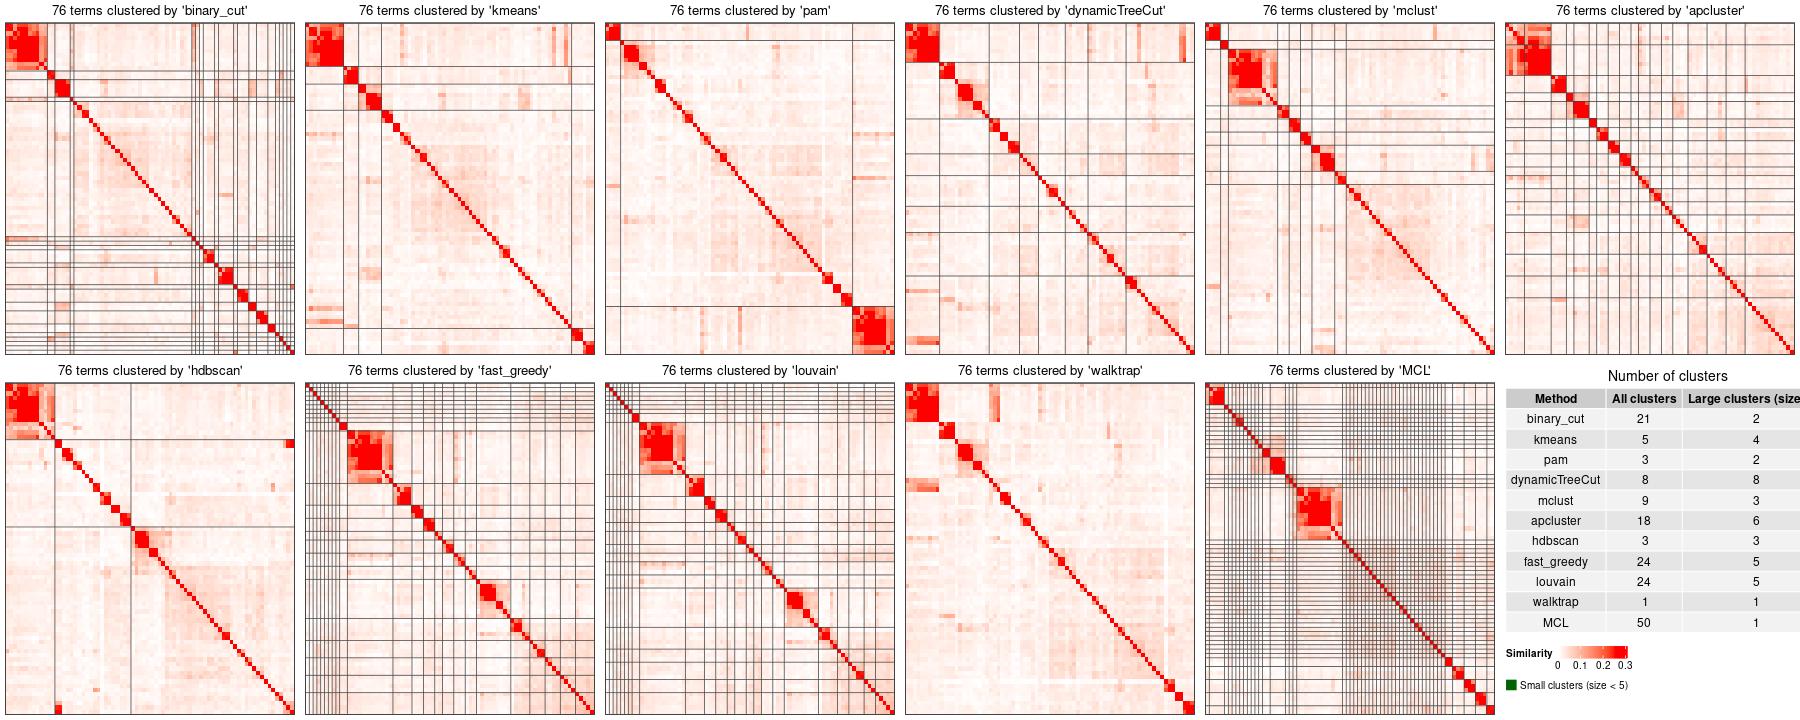 76 terms clustered by 'binary_cut'
76 terms clustered by 'kmeans'
76 terms clustered by 'pam'
76 terms clustered by 'dynamicTreeCut'
76 terms clustered by 'mclust'
76 terms clustered by 'apcluster'
76 terms clustered by 'hdbscan'
76 terms clustered by 'fast_greedy'
76 terms clustered by 'louvain'
76 terms clustered by 'walktrap'
76 terms clustered by 'MCL'
Number of clusters
Method All clusters Large clusters (size
binary_cut 21 2
kmeans 5 4
pam 3 2
dynamicTreeCut 8 8
mclust 9 3
apcluster 18 6
hdbscan 3 3
fast_greedy 24 5
louvain 24 5
walktrap 1 1
MCL 50 1
Similarity
0 0.1 0.2 0.3
Small clusters (size < 5)